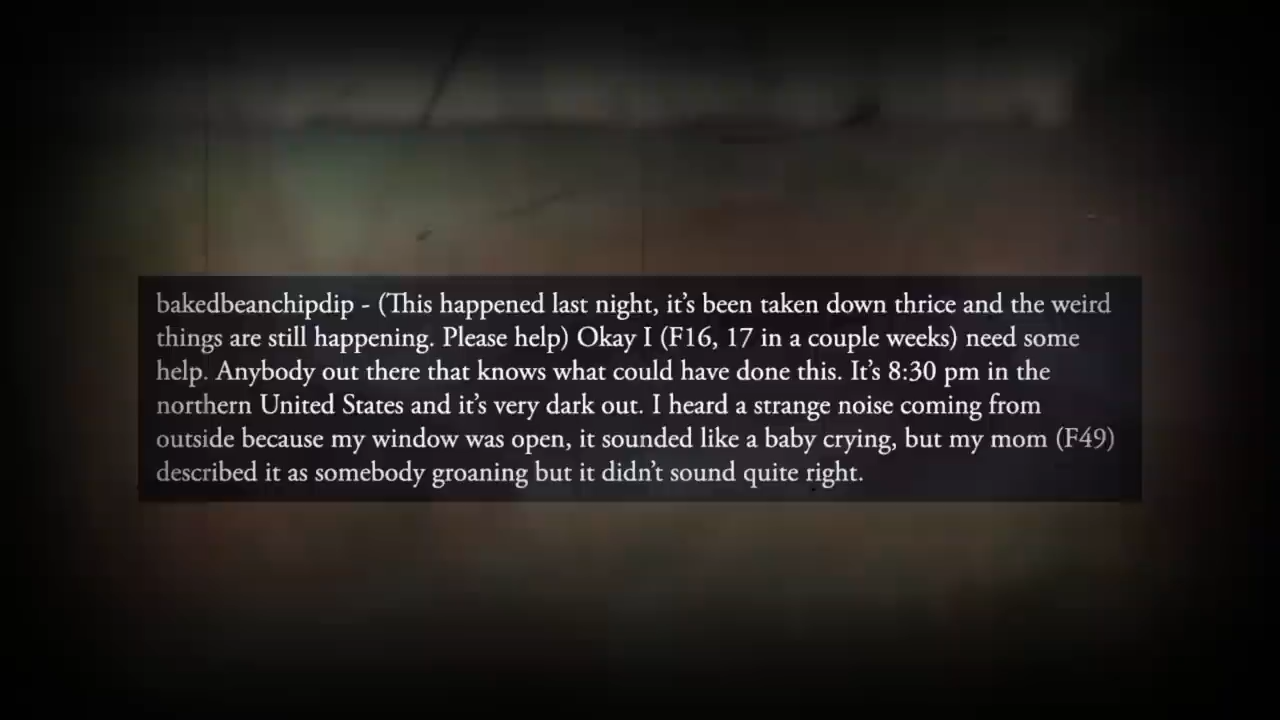 bakedbeanchipdip - (This happened last night, it’s been taken down thrice and the weird
things are still happening. Please help) Okay I (F16, 17 in a couple weeks) need some
help. Anybody out there that knows what could have done this. It’s 8:30 pm in the
northern United States and it’s very dark out. I heard a strange noise coming from
outside because my window was open, it sounded like a baby crying, but my mom (F49)
described it as somebody groaning but it didn’t sound quite right.